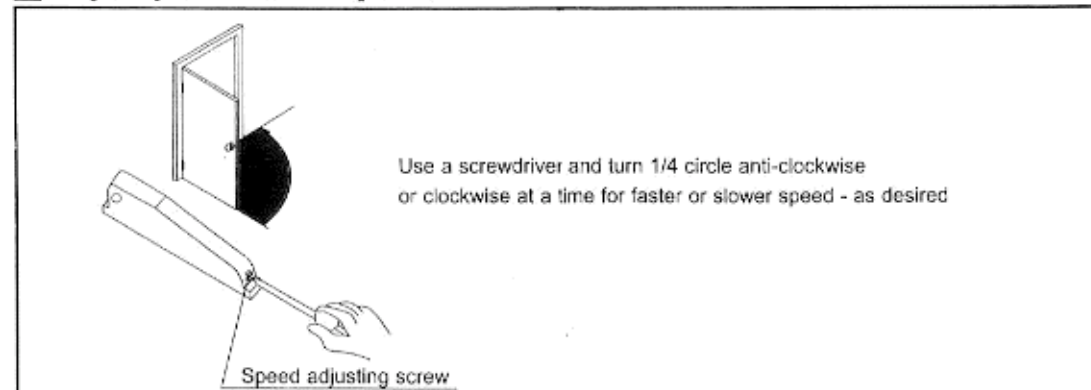 Use a screwdriver and turn 1/4 circle anti-clockwise
or clockwise at a time for faster or slower speed - as desired
Speed adjusting screw